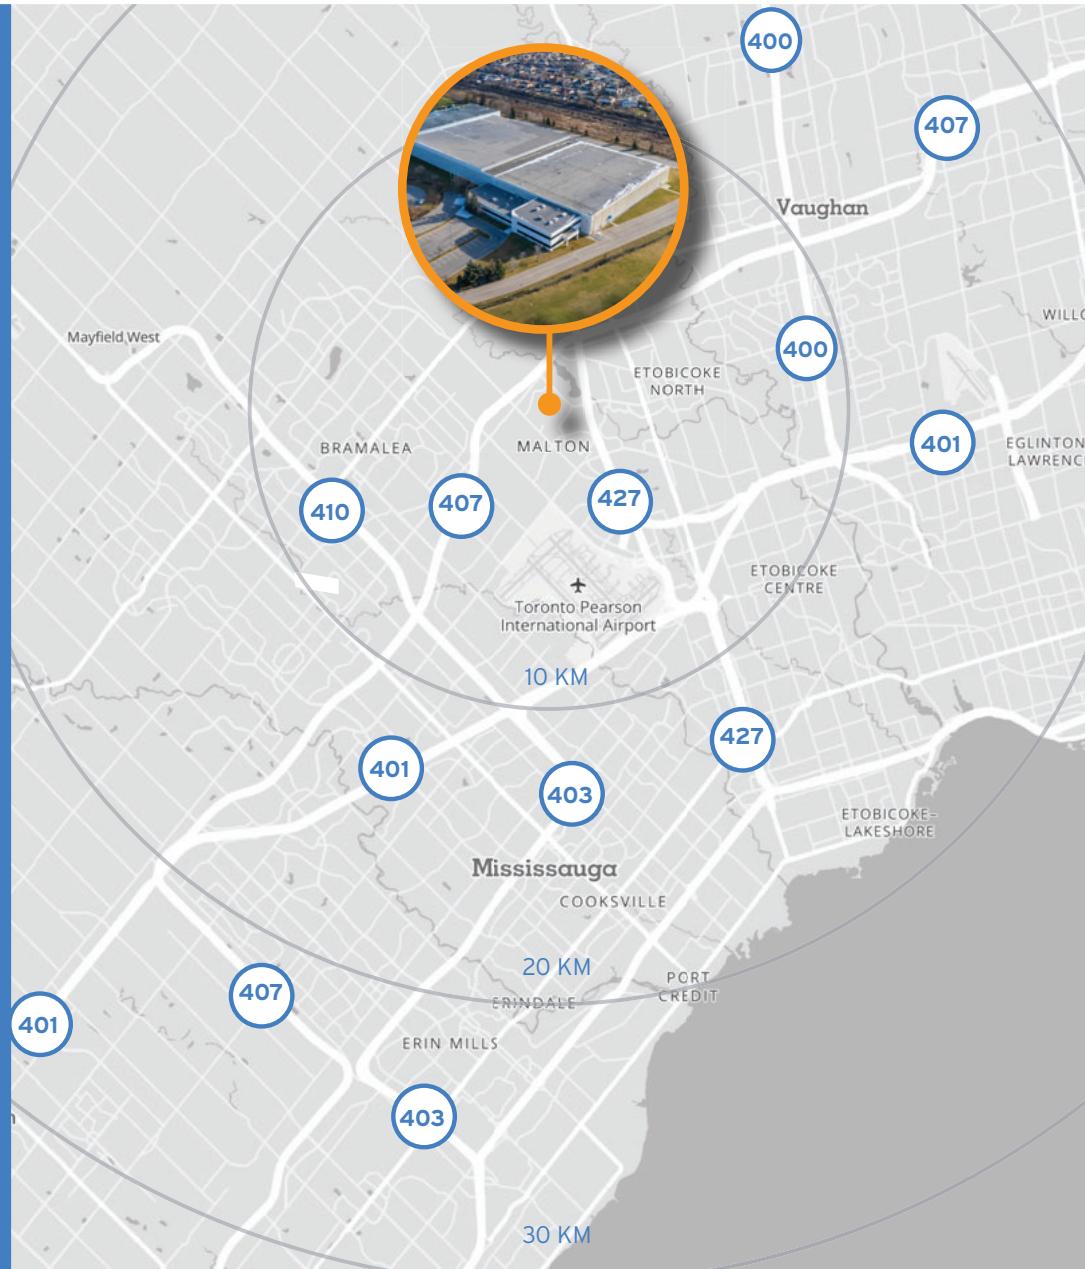 400
407
Vaughan
WILLO
Mayfield West
400
ETOBICOKE
NORTH
BRAMALEA
MALTON
401
EGLINTON
LAWRENC
410
407
427
ETOBICOKE
CENTRE
Toronto Pearson
International Airport
10 KM
427
401
403
ETOBICOKE-
LAKESHORE
Mississauga
COOKSVILLE
20 KM
PORT
CREDIT
407
ERINDALE
401
ERIN MILLS
403
30 KM